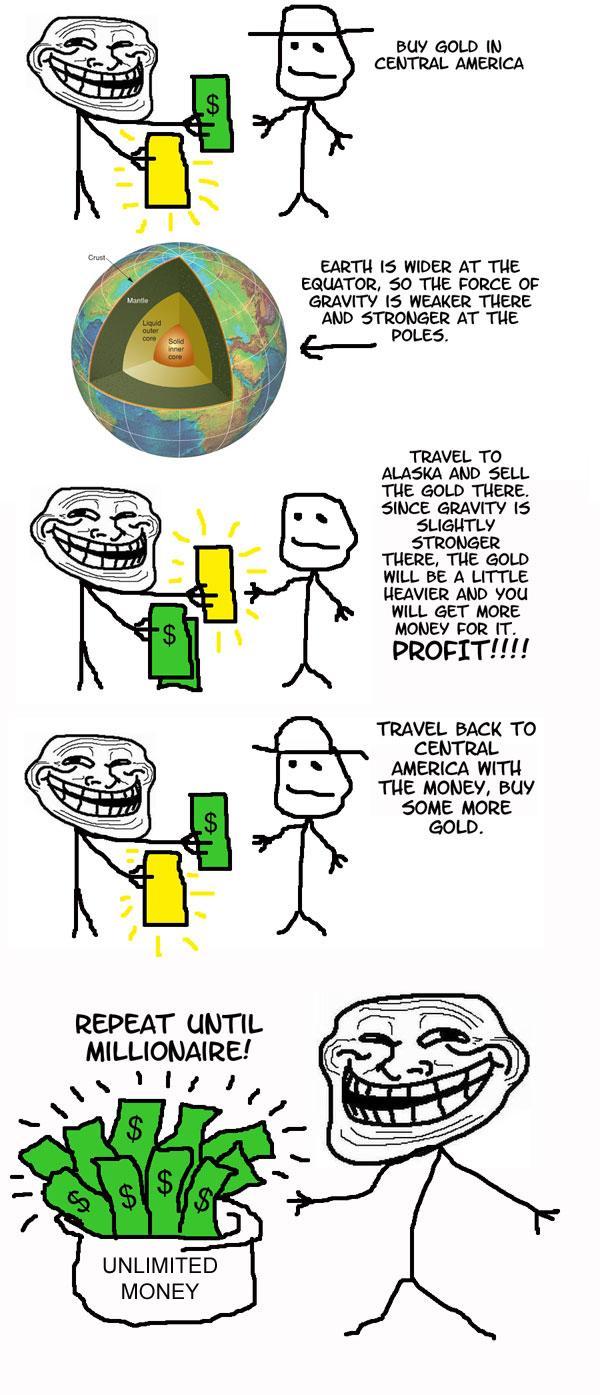 BUY GOLD IN
CENTRAL AMERICA
$
Crust
Mantle
Liquid
outer
core
Solid
inner
core
EARTH IS WIDER AT THE
EQUATOR, SO THE FORCE OF
GRAVITY IS WEAKER THERE
AND STRONGER AT THE
POLES.
TRAVEL TO
ALASKA AND SELL
THE GOLD THERE.
SINCE GRAVITY IS
SLIGHTLY
STRONGER
THERE, THE GOLD
WILL BE A LITTLE
HEAVIER AND YOU
WILL GET MORE
MONEY FOR IT.
PROFIT!!!!
$
TRAVEL BACK TO
CENTRAL
AMERICA WITH
THE MONEY, BUY
SOME MORE
GOLD.
$
REPEAT UNTIL
MILLIONAIRE!
$
$
$
$
$
UNLIMITED
MONEY